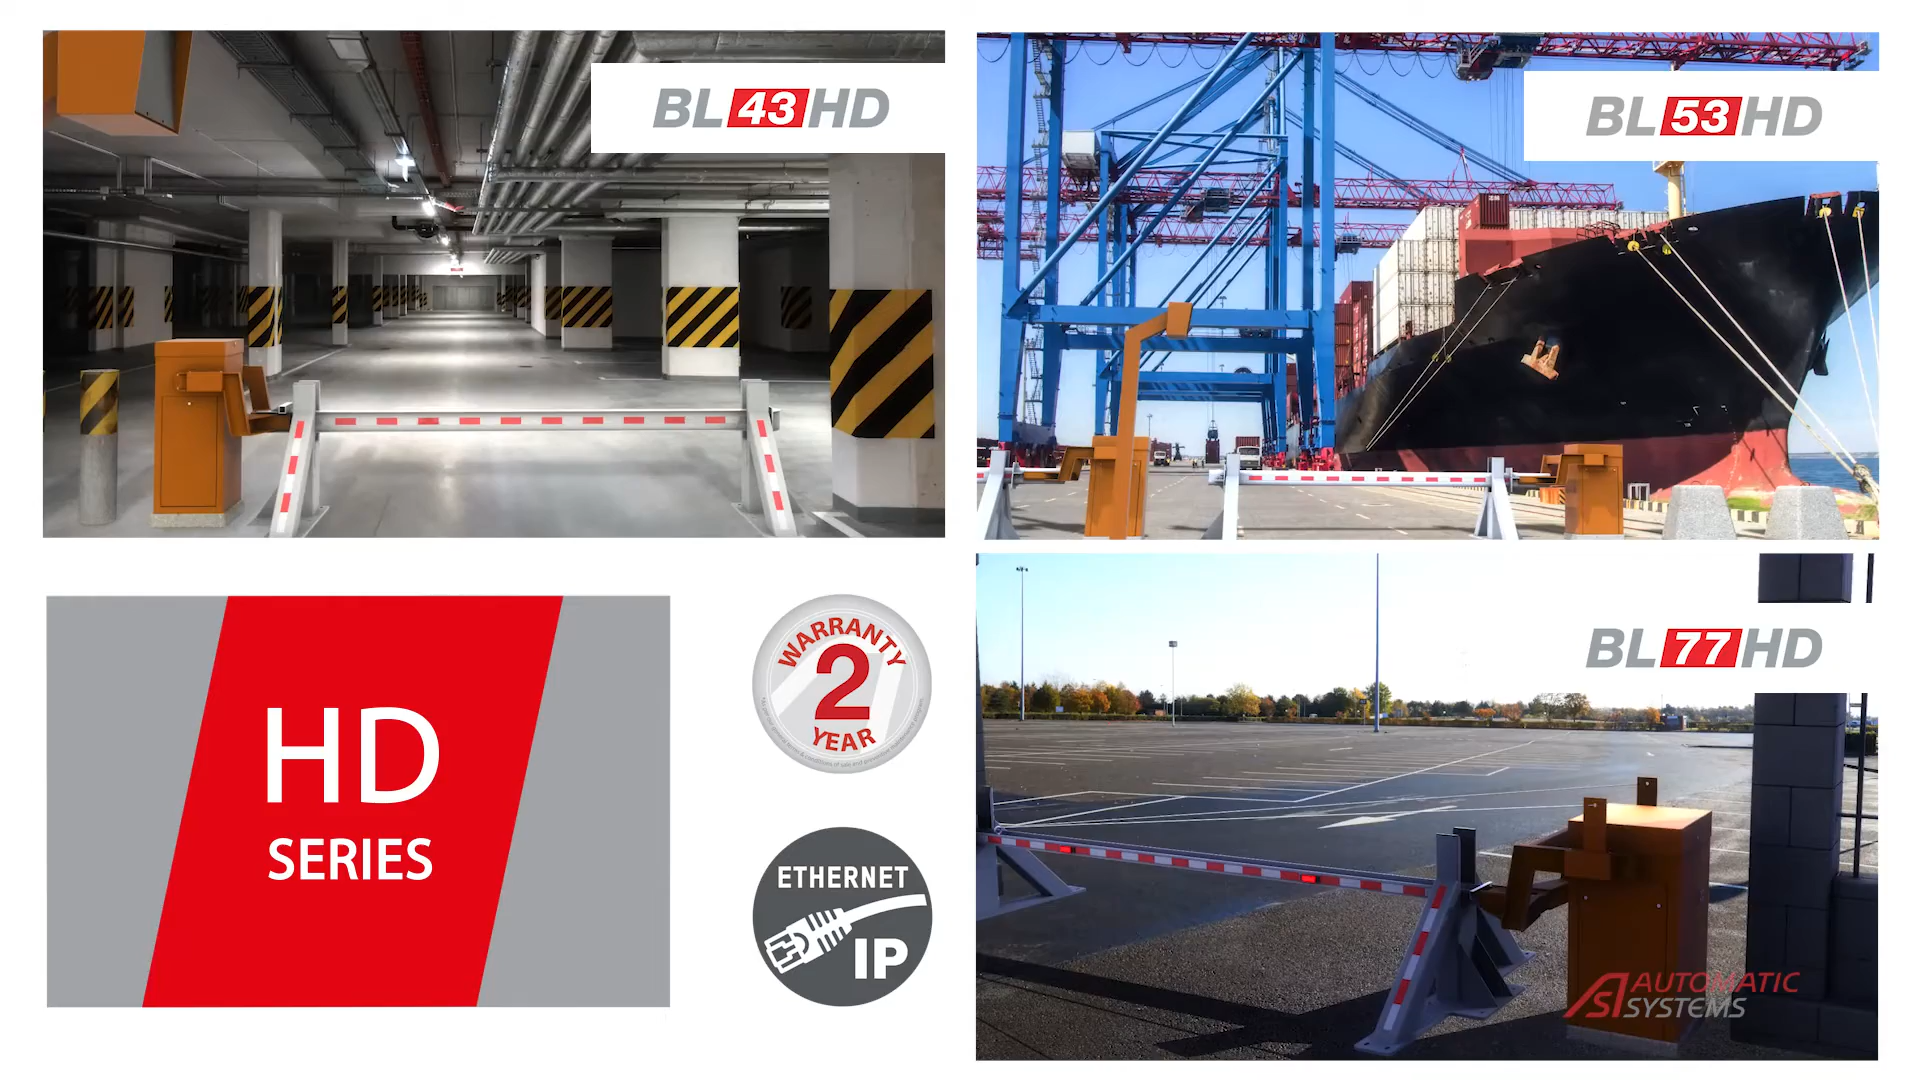 BL43HD
BL53HD
HD
SERIES
WARRANTY
2
YEAR
ETHERNET
IP
BL77HD
AUTOMATIC
SYSTEMS